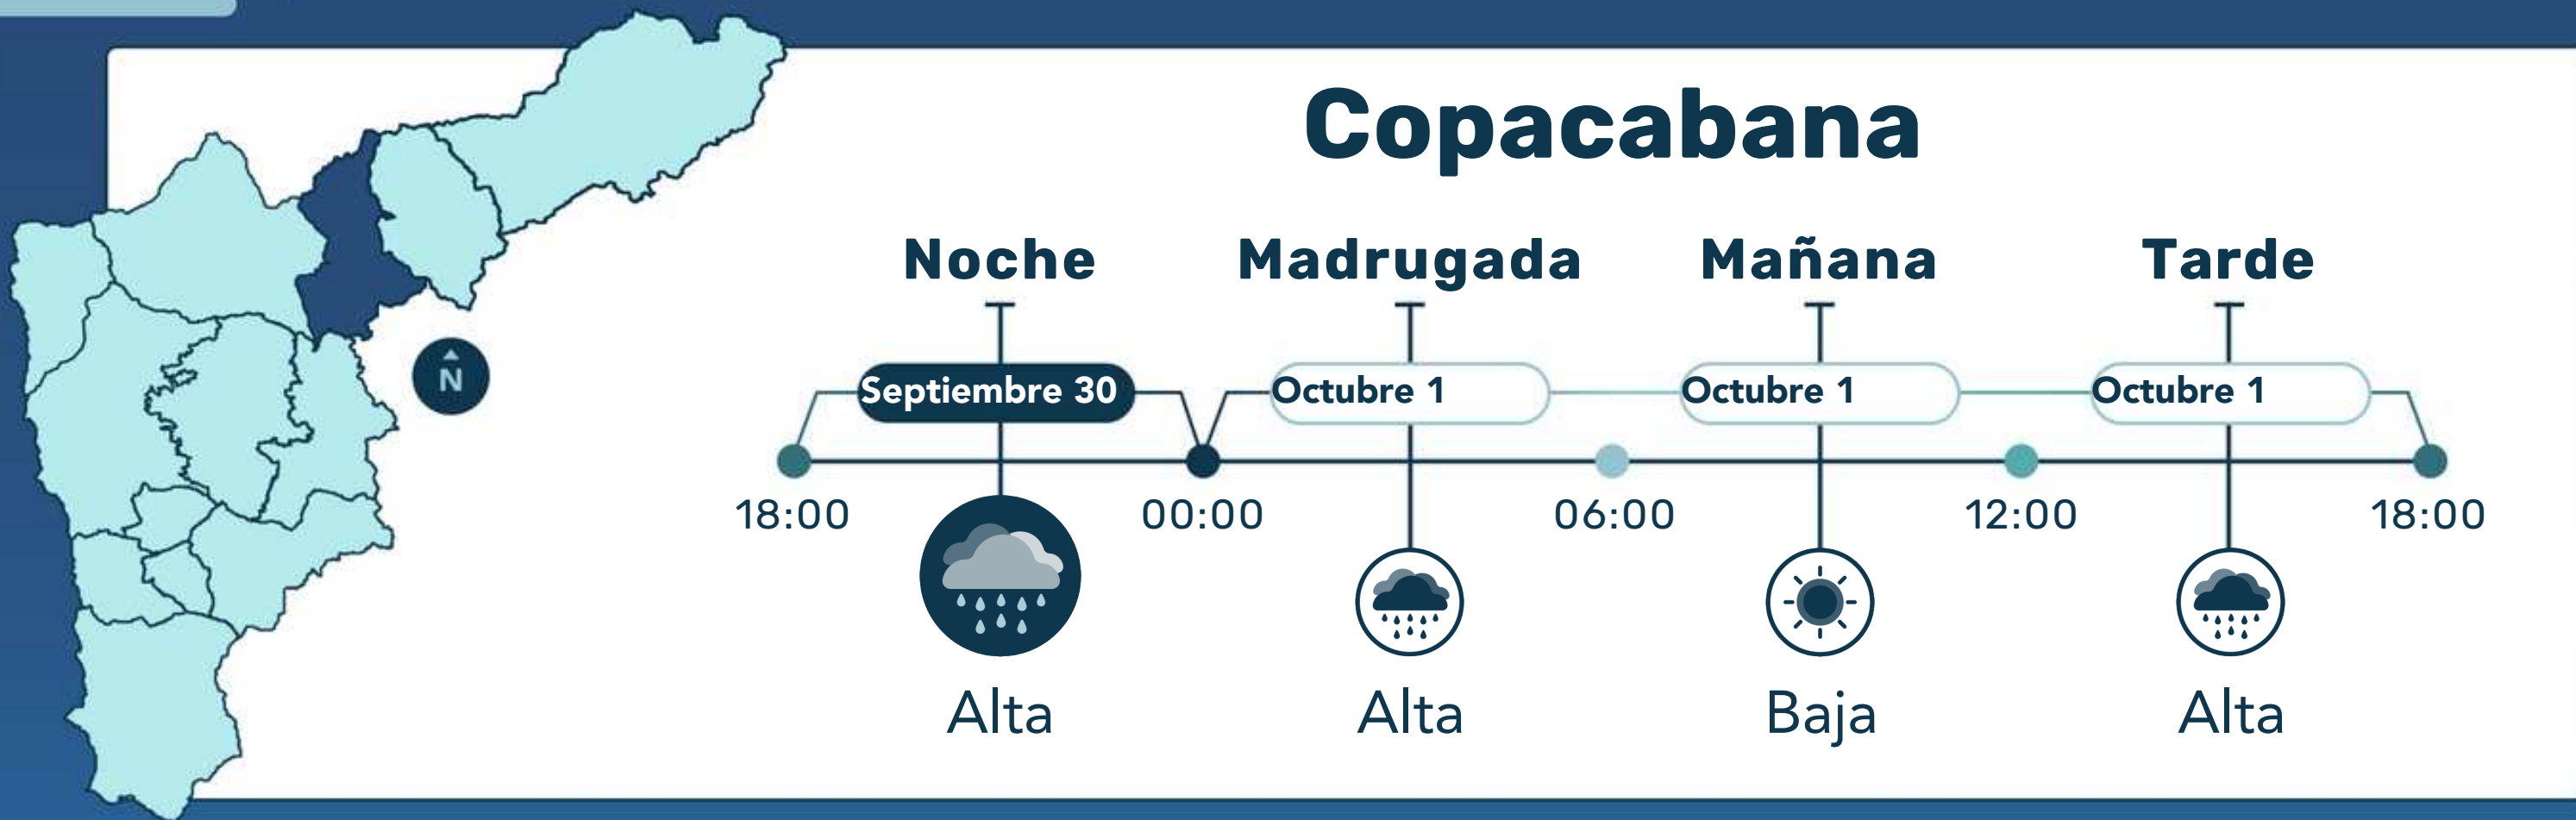 Copacabana
Noche Madrugada Mañana Tarde
N
Septiembre 30 Octubre 1 Octubre 1 Octubre 1
18:00 00:00 06:00 12:00 18:00
Alta Alta Baja Alta